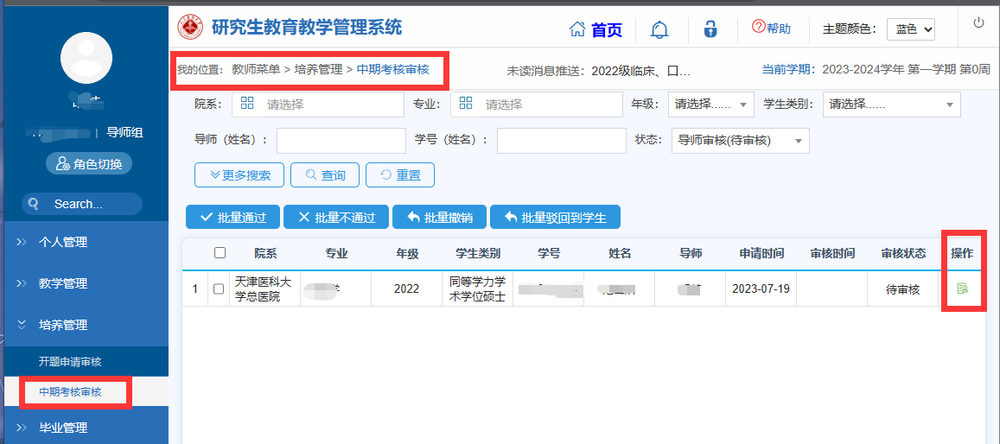 研究生教育教学管理系统
首页
帮助
主题颜色： 蓝色
我的位置： 教师菜单 > 培养管理 > 中期考核审核
未读消息推送： 2022级临床、口...
当前学期： 2023-2024学年 第一学期 第0周
导师组
角色切换
Search...
个人管理
教学管理
培养管理
开题申请审核
中期考核审核
毕业管理
院系： 请选择 专业： 请选择 年级： 请选择...... 学生类别： 请选择......
导师（姓名）： 学号（姓名）： 状态： 导师审核(待审核)
更多搜索 查询 重置
批量通过 批量不通过 批量撤销 批量驳回到学生
院系 专业 年级 学生类别 学号 姓名 导师 申请时间 审核时间 审核状态 操作
1 天津医科大学总医院 2022 同等学力学术学位硕士 2023-07-19 待审核